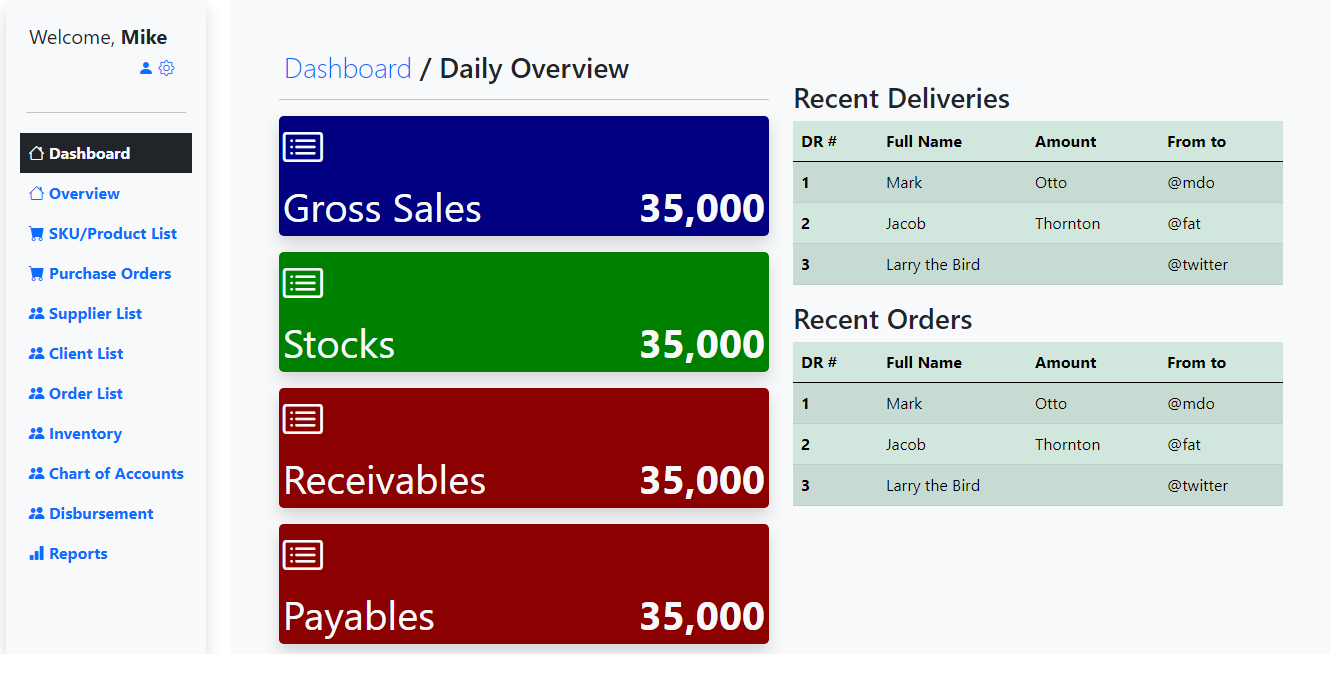 Welcome, Mike
Dashboard
Overview
SKU/Product List
Purchase Orders
Supplier List
Client List
Order List
Inventory
Chart of Accounts
Disbursement
Reports
Dashboard / Daily Overview
Gross Sales 35,000
Stocks 35,000
Receivables 35,000
Payables 35,000
Recent Deliveries
DR # Full Name Amount From to
1 Mark Otto @mdo
2 Jacob Thornton @fat
3 Larry the Bird @twitter
Recent Orders
DR # Full Name Amount From to
1 Mark Otto @mdo
2 Jacob Thornton @fat
3 Larry the Bird @twitter